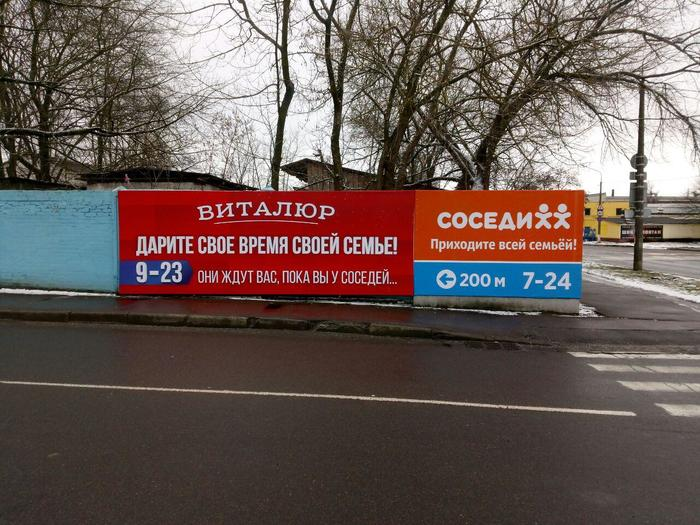 ВИТАЛЮР
ДАРИТЕ СВОЕ ВРЕМЯ СВОЕЙ СЕМЬЕ!
9-23 ОНИ ЖДУТ ВАС, ПОКА ВЫ У СОСЕДЕЙ...
СОСЕДИ
Приходите всей семьёй!
200 м 7-24